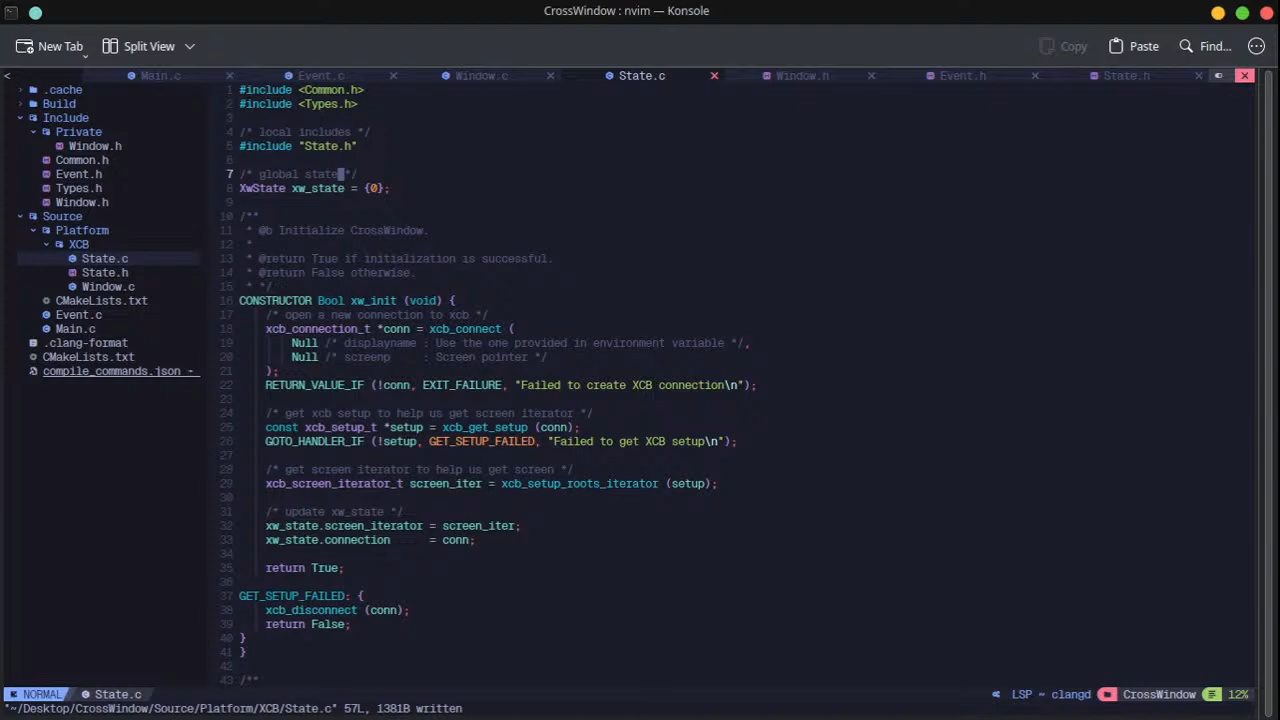 CrossWindow : nvim — Konsole
New Tab Split View Copy Paste Find...
< Main.c Event.c Window.c State.c Window.h Event.h State.h
.cache
Build
Include
Private
Window.h
Common.h
Event.h
Types.h
Window.h
Source
Platform
XCB
State.c
State.h
Window.c
CMakeLists.txt
Event.c
Main.c
.clang-format
CMakeLists.txt
compile_commands.json -
1 #include <Common.h>
2 #include <Types.h>
3
4 /* local includes */
5 #include "State.h"
6
7 /* global state */
8 XwState xw_state = {0};
9
10 /**
11 * @b Initialize CrossWindow.
12 *
13 * @return True if initialization is successful.
14 * @return False otherwise.
15 * */
16 CONSTRUCTOR Bool xw_init (void) {
17 /* open a new connection to xcb */
18 xcb_connection_t *conn = xcb_connect (
19 Null /* displayname : Use the one provided in environment variable */,
20 Null /* screenp : Screen pointer */
21 );
22 RETURN_VALUE_IF (!conn, EXIT_FAILURE, "Failed to create XCB connection\n");
23
24 /* get xcb setup to help us get screen iterator */
25 const xcb_setup_t *setup = xcb_get_setup (conn);
26 GOTO_HANDLER_IF (!setup, GET_SETUP_FAILED, "Failed to get XCB setup\n");
27
28 /* get screen iterator to help us get screen */
29 xcb_screen_iterator_t screen_iter = xcb_setup_roots_iterator (setup);
30
31 /* update xw_state */
32 xw_state.screen_iterator = screen_iter;
33 xw_state.connection = conn;
34
35 return True;
36
37 GET_SETUP_FAILED: {
38 xcb_disconnect (conn);
39 return False;
40 }
41 }
42
43 /**
NORMAL State.c LSP ~ clangd CrossWindow 12%
"~/Desktop/CrossWindow/Source/Platform/XCB/State.c" 57L, 1381B written